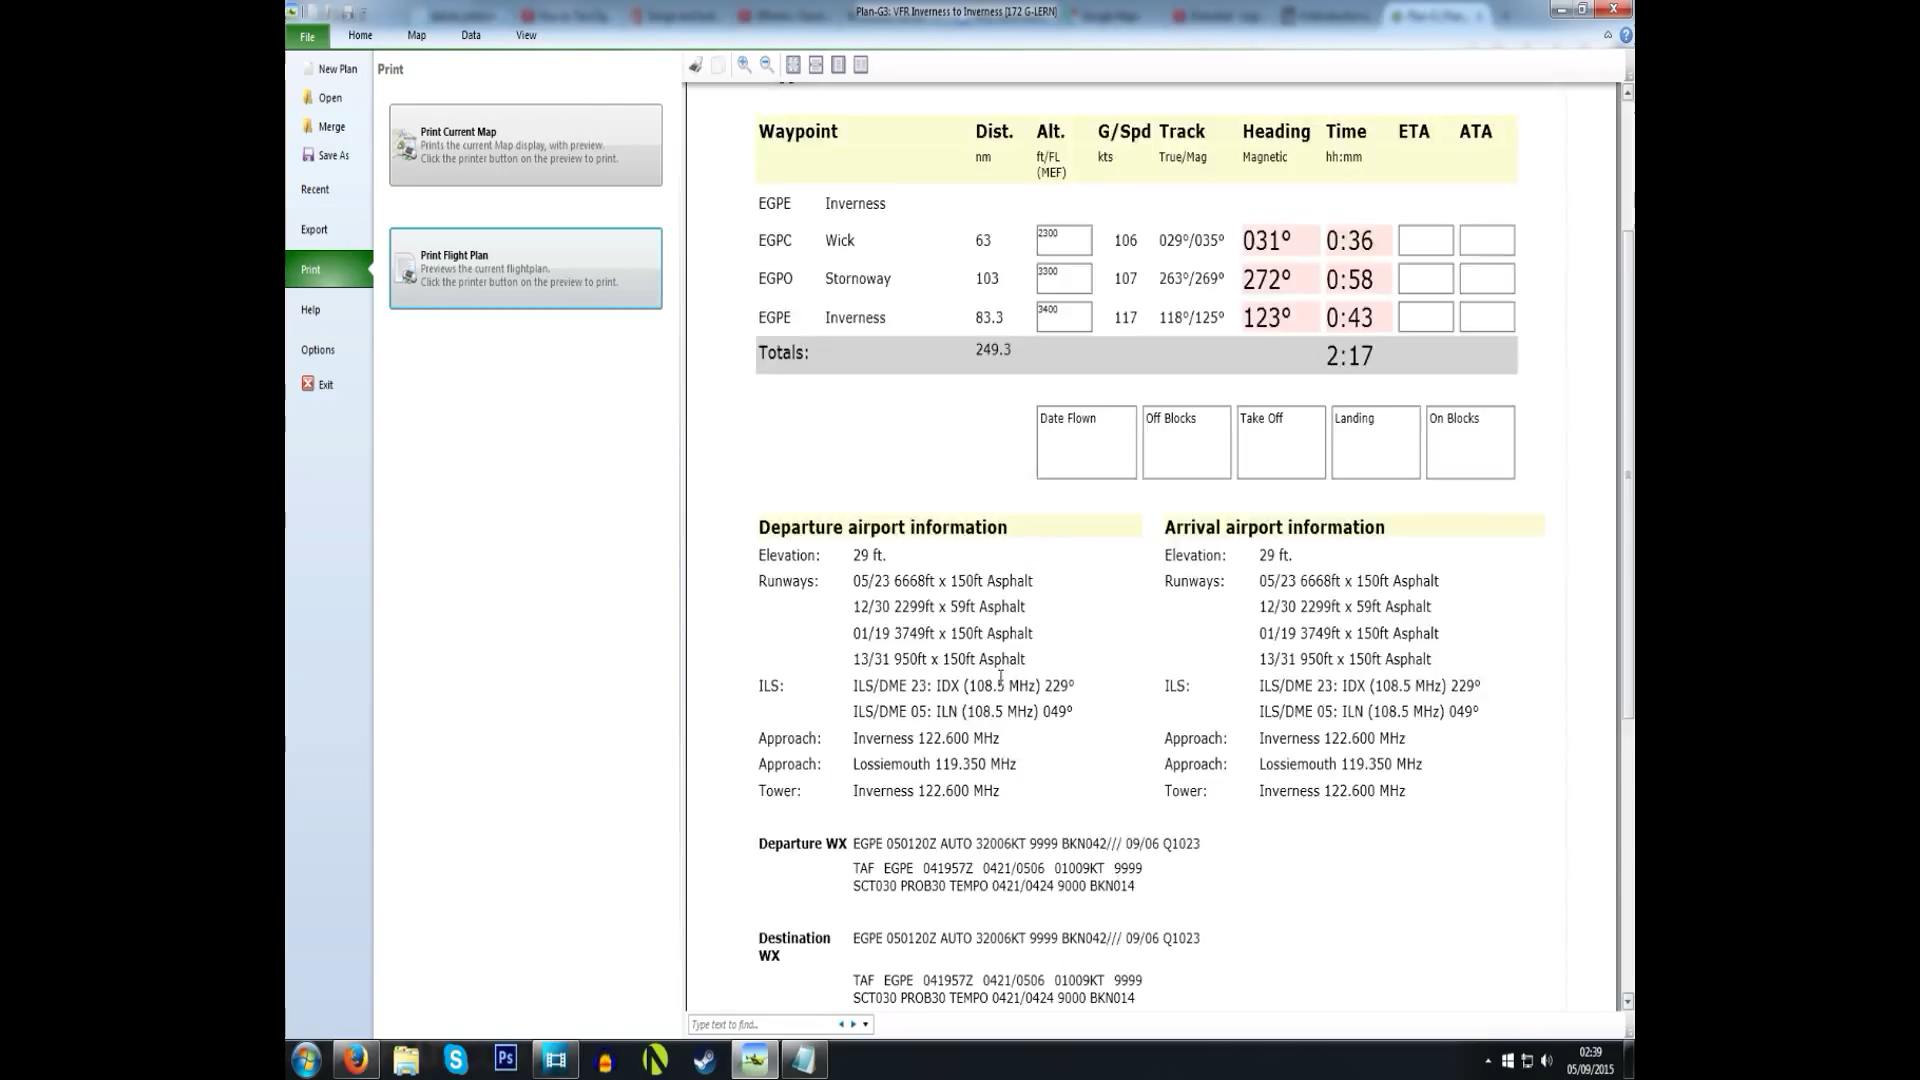 Plan-G3: VFR Inverness to Inverness [172 G-LERN]
File Home Map Data View
New Plan
Open
Merge
Save As
Recent
Export
Print
Help
Options
Exit
Print
Print Current Map
Prints the current Map display, with preview.
Click the printer button on the preview to print.
Print Flight Plan
Previews the current flightplan.
Click the printer button on the preview to print.
Waypoint Dist. Alt. G/Spd Track Heading Time ETA ATA
nm ft/FL kts True/Mag Magnetic hh:mm
(MEF)
EGPE Inverness
EGPC Wick 63 2300 106 029º/035º 031º 0:36
EGPO Stornoway 103 3300 107 263º/269º 272º 0:58
EGPE Inverness 83.3 3400 117 118º/125º 123º 0:43
Totals: 249.3 2:17
Date Flown Off Blocks Take Off Landing On Blocks
Departure airport information
Elevation: 29 ft.
Runways: 05/23 6668ft x 150ft Asphalt
12/30 2299ft x 59ft Asphalt
01/19 3749ft x 150ft Asphalt
13/31 950ft x 150ft Asphalt
ILS: ILS/DME 23: IDX (108.5 MHz) 229º
ILS/DME 05: ILN (108.5 MHz) 049º
Approach: Inverness 122.600 MHz
Approach: Lossiemouth 119.350 MHz
Tower: Inverness 122.600 MHz
Arrival airport information
Elevation: 29 ft.
Runways: 05/23 6668ft x 150ft Asphalt
12/30 2299ft x 59ft Asphalt
01/19 3749ft x 150ft Asphalt
13/31 950ft x 150ft Asphalt
ILS: ILS/DME 23: IDX (108.5 MHz) 229º
ILS/DME 05: ILN (108.5 MHz) 049º
Approach: Inverness 122.600 MHz
Approach: Lossiemouth 119.350 MHz
Tower: Inverness 122.600 MHz
Departure WX EGPE 050120Z AUTO 32006KT 9999 BKN042/// 09/06 Q1023
TAF EGPE 041957Z 0421/0506 01009KT 9999
SCT030 PROB30 TEMPO 0421/0424 9000 BKN014
Destination EGPE 050120Z AUTO 32006KT 9999 BKN042/// 09/06 Q1023
WX
TAF EGPE 041957Z 0421/0506 01009KT 9999
SCT030 PROB30 TEMPO 0421/0424 9000 BKN014
Type text to find...
Ps
02:39
05/09/2015